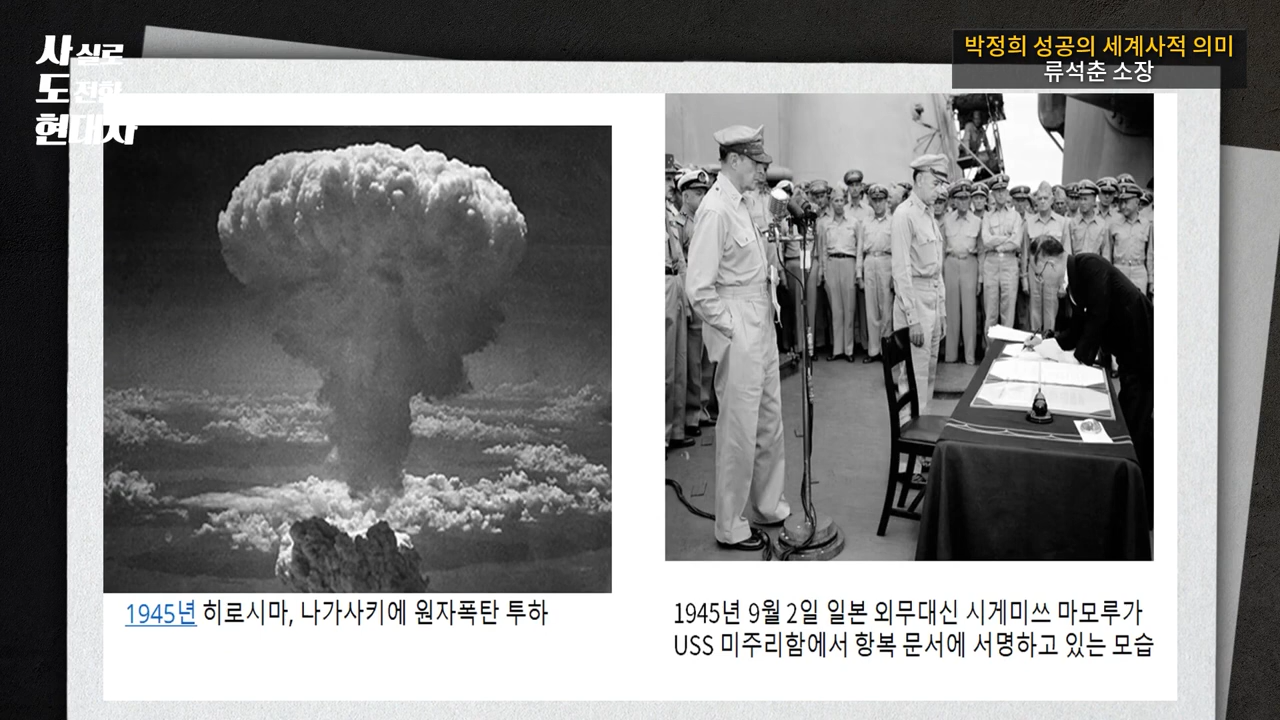 사실로
도전한
현대사
박정희 성공의 세계사적 의미
류석춘 소장
1945년 히로시마, 나가사키에 원자폭탄 투하
1945년 9월 2일 일본 외무대신 시게미쓰 마모루가
USS 미주리함에서 항복 문서에 서명하고 있는 모습